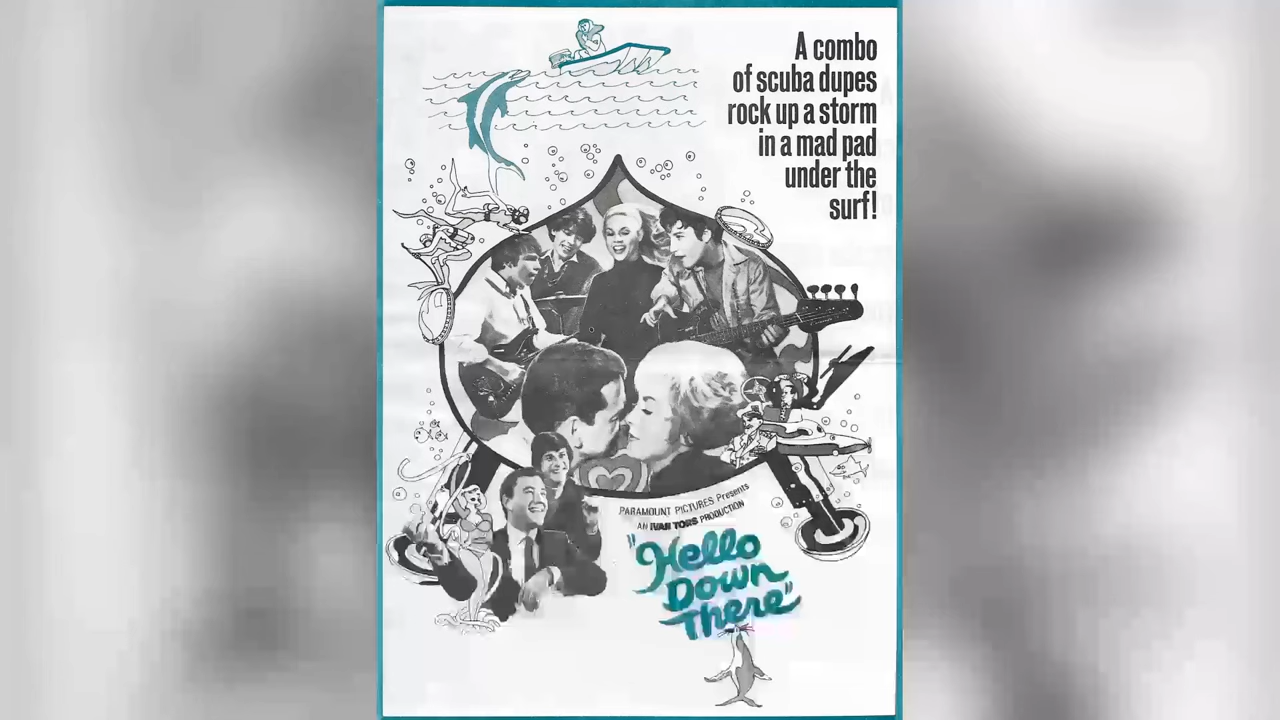 A combo
of scuba dupes
rock up a storm
in a mad pad
under the
surf!
PARAMOUNT PICTURES Presents
AN IVAN TORS PRODUCTION
"Hello
Down
There"